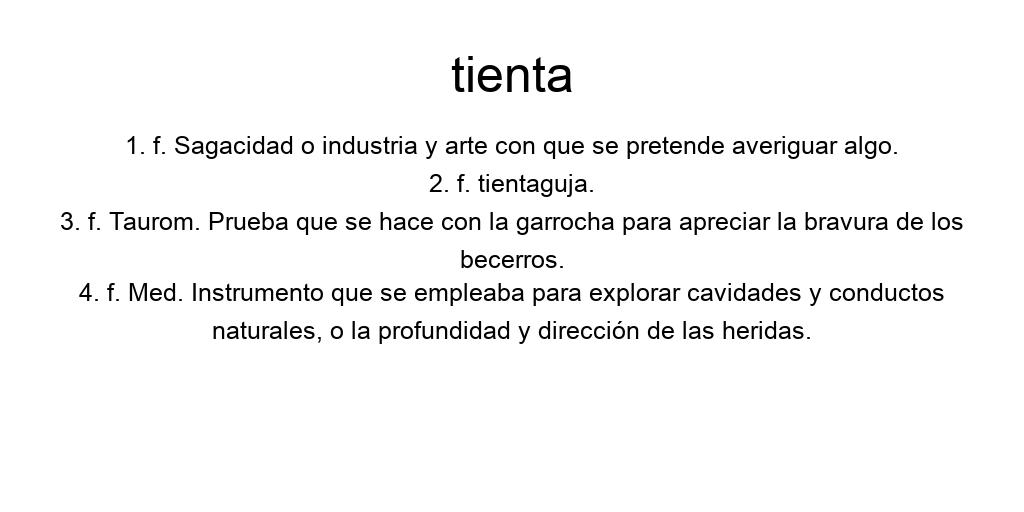 tienta
1. f. Sagacidad o industria y arte con que se pretende averiguar algo.
2. f. tientaguja.
3. f. Taurom. Prueba que se hace con la garrocha para apreciar la bravura de los
becerros.
4. f. Med. Instrumento que se empleaba para explorar cavidades y conductos
naturales, o la profundidad y dirección de las heridas.